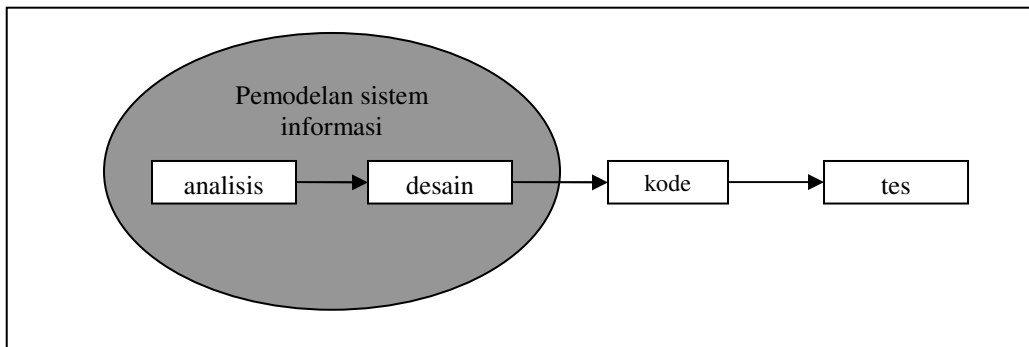 Pemodelan sistem
informasi
analisis
desain
kode
tes